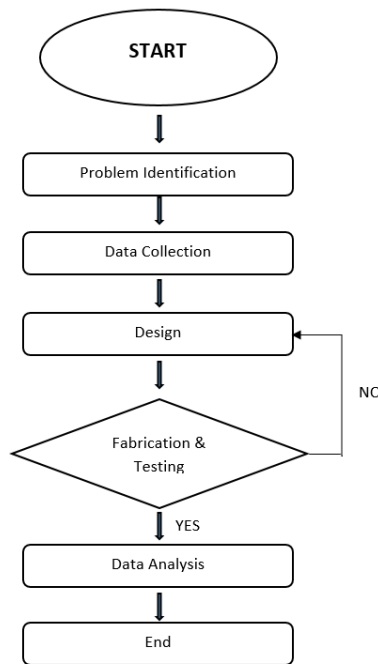 START
Problem Identification
Data Collection
Design
NO
Fabrication &
Testing
YES
Data Analysis
End